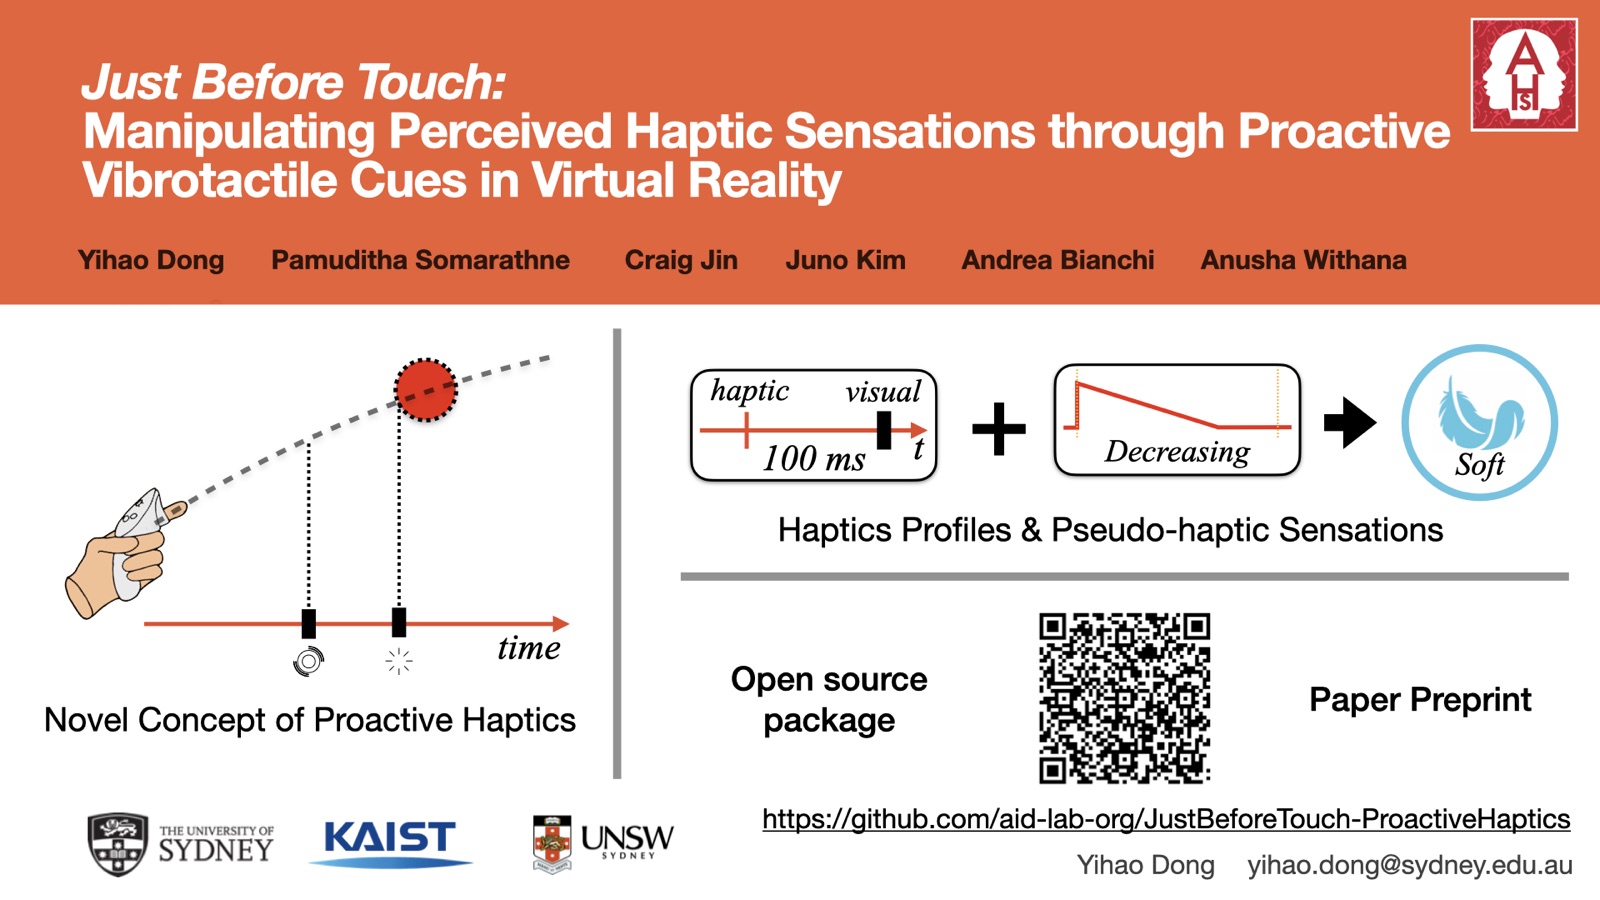 Just Before Touch:
Manipulating Perceived Haptic Sensations through Proactive
Vibrotactile Cues in Virtual Reality
AHs
Yihao Dong Pamuditha Somarathne Craig Jin Juno Kim Andrea Bianchi Anusha Withana
time
Novel Concept of Proactive Haptics
haptic visual
100 ms t
Decreasing
Soft
Haptics Profiles & Pseudo-haptic Sensations
Open source
package
Paper Preprint
https://github.com/aid-lab-org/JustBeforeTouch-ProactiveHaptics
Yihao Dong yihao.dong@sydney.edu.au
THE UNIVERSITY OF
SYDNEY
KAIST
UNSW
SYDNEY